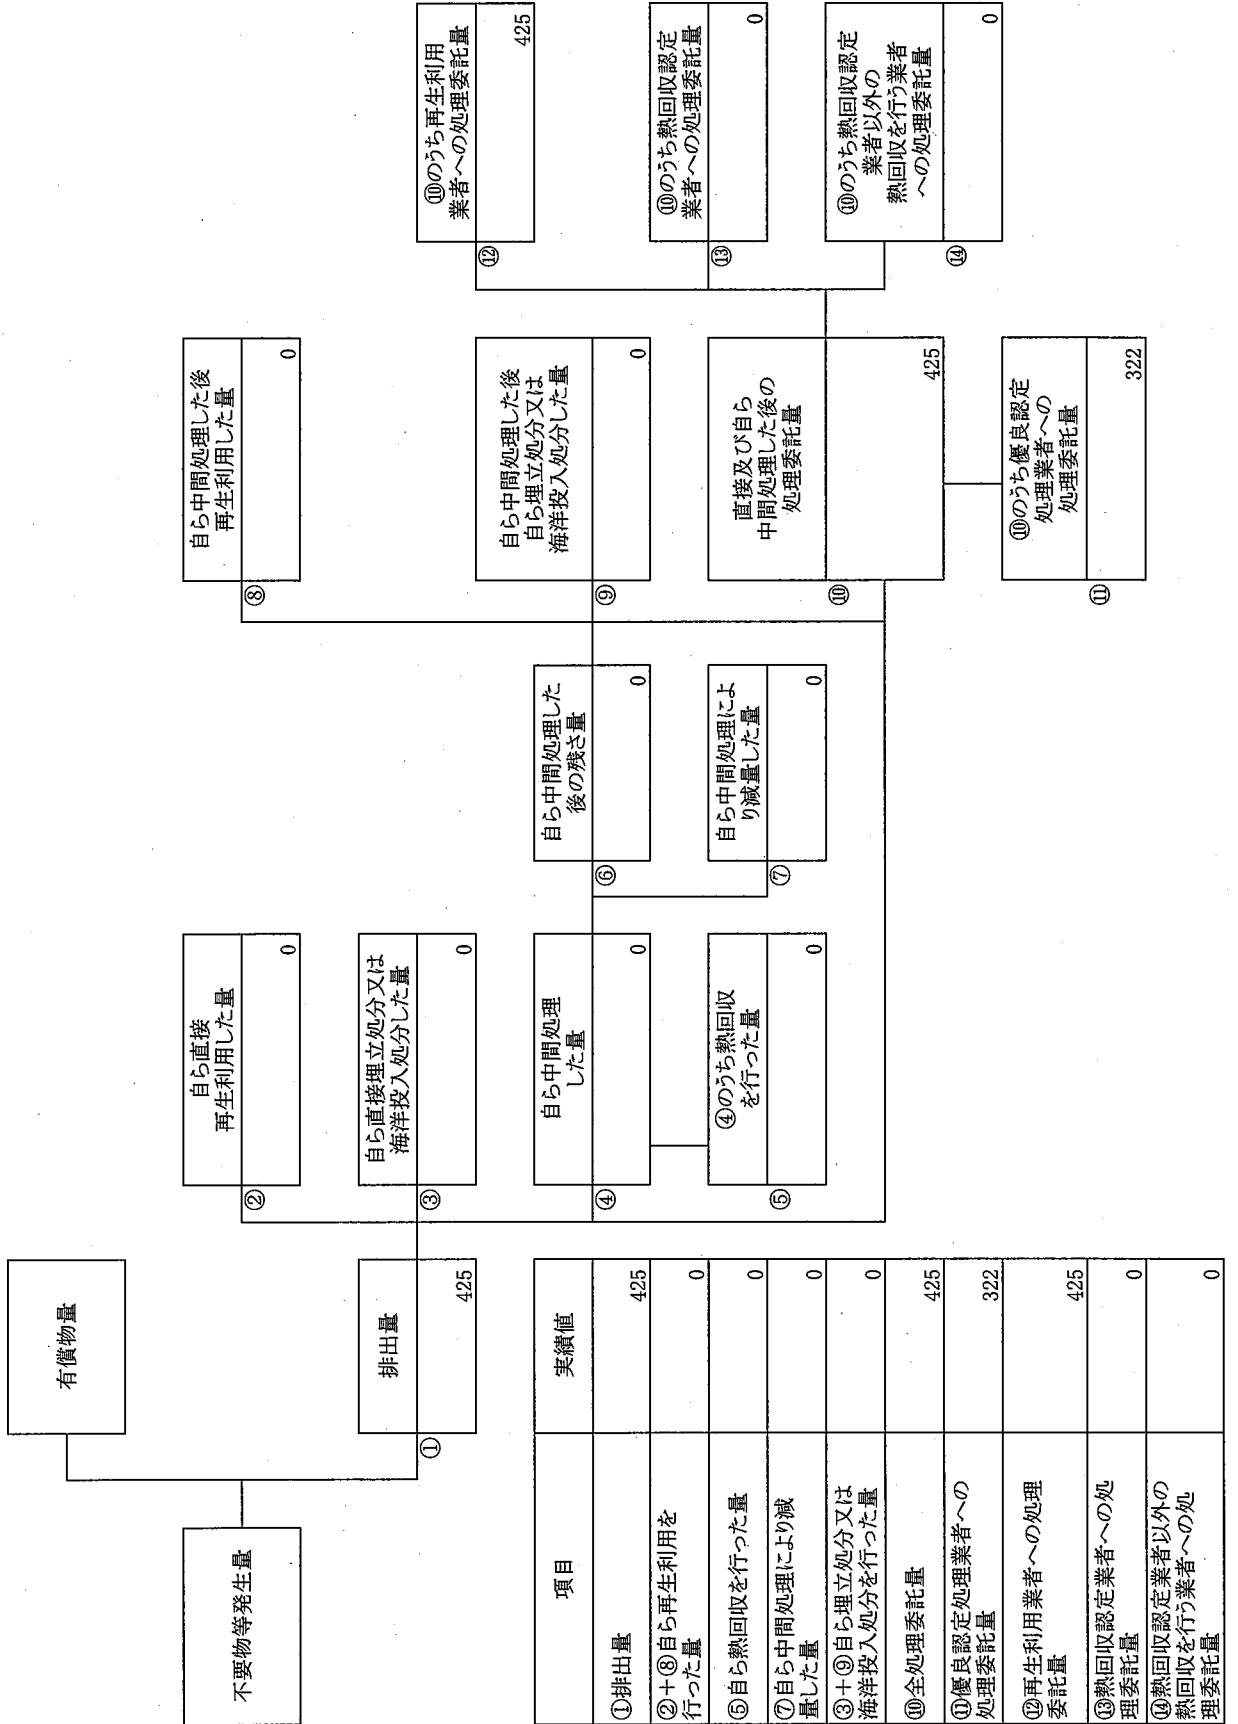 不要物等発生量
有償物量
①
排出量
425
②
自ら直接
再生利用した量
0
③
自ら直接埋立処分又は
海洋投入処分した量
0
④
自ら中間処理
した量
0
⑤
④のうち熱回収
を行った量
0
⑥
自ら中間処理した
後の残さ量
0
⑦
自ら中間処理によ
り減量した量
0
⑧
自ら中間処理した後
再生利用した量
0
⑨
自ら中間処理した後
自ら埋立処分又は
海洋投入処分した量
0
⑩
直接及び自ら
中間処理した後の
処理委託量
425
⑪
⑩のうち優良認定
処理業者への
処理委託量
322
⑫
⑩のうち再生利用
業者への処理委託量
425
⑬
⑩のうち熱回収認定
業者への処理委託量
0
⑭
⑩のうち熱回収認定
業者以外の
熱回収を行う業者
への処理委託量
0
項目 実績値
①排出量 425
②+⑧自ら再生利用を
行った量 0
⑤自ら熱回収を行った量 0
⑦自ら中間処理により減
量した量 0
③+⑨自ら埋立処分又は
海洋投入処分を行った量 0
⑩全処理委託量 425
⑪優良認定処理業者への
処理委託量 322
⑫再生利用業者への処理
委託量 425
⑬熱回収認定業者への処
理委託量 0
⑭熱回収認定業者以外の
熱回収を行う業者への処
理委託量 0